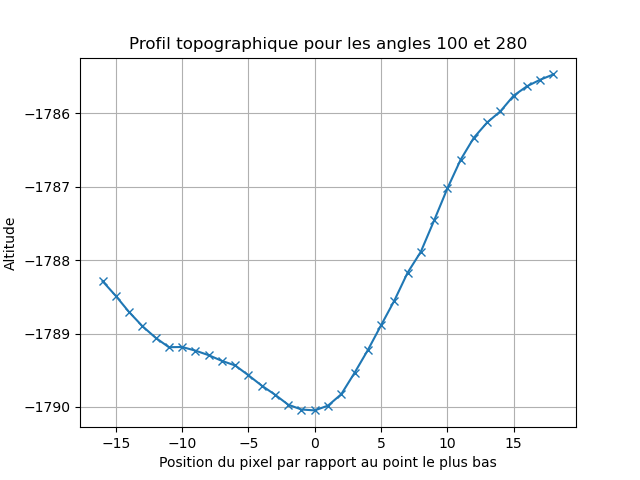 Profil topographique pour les angles 100 et 280
−1786
−1787
−1788
−1789
−1790
Altitude
−15 −10 −5 0 5 10 15
Position du pixel par rapport au point le plus bas